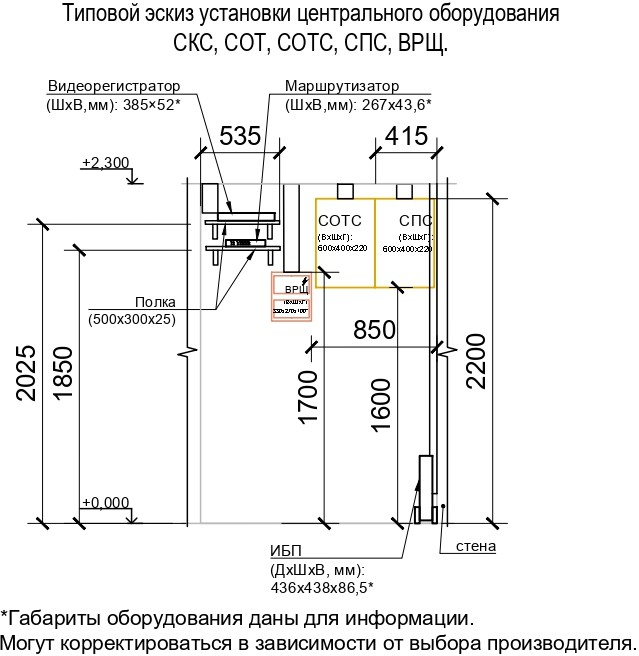 Типовой эскиз установки центрального оборудования
СКС, СОТ, СОТС, СПС, ВРЩ.
Видеорегистратор
(ШхВ,мм): 385×52*
Маршрутизатор
(ШхВ,мм): 267х43,6*
535
415
+2,300
СОТС
(ВхШхГ):
600х400х220
СПС
(ВхШхГ):
600х400х220
ВРЩ
(ВхШхГ)
Полка
(500х300х25)
850
2025
1850
1700
1600
2200
+0,000
ИБП
(ДхШхВ, мм):
436х438х86,5*
стена
*Габариты оборудования даны для информации.
Могут корректироваться в зависимости от выбора производителя.